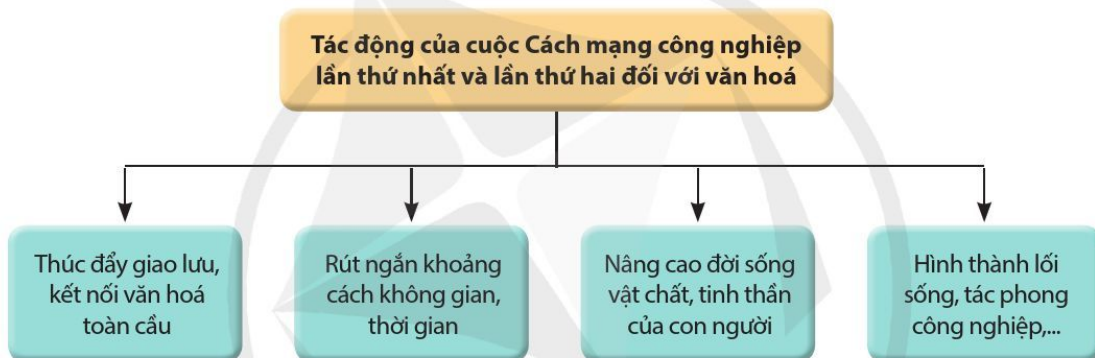 Tác động của cuộc Cách mạng công nghiệp
lần thứ nhất và lần thứ hai đối với văn hoá
Thúc đẩy giao lưu,
kết nối văn hoá
toàn cầu
Rút ngắn khoảng
cách không gian,
thời gian
Nâng cao đời sống
vật chất, tinh thần
của con người
Hình thành lối
sống, tác phong
công nghiệp,...